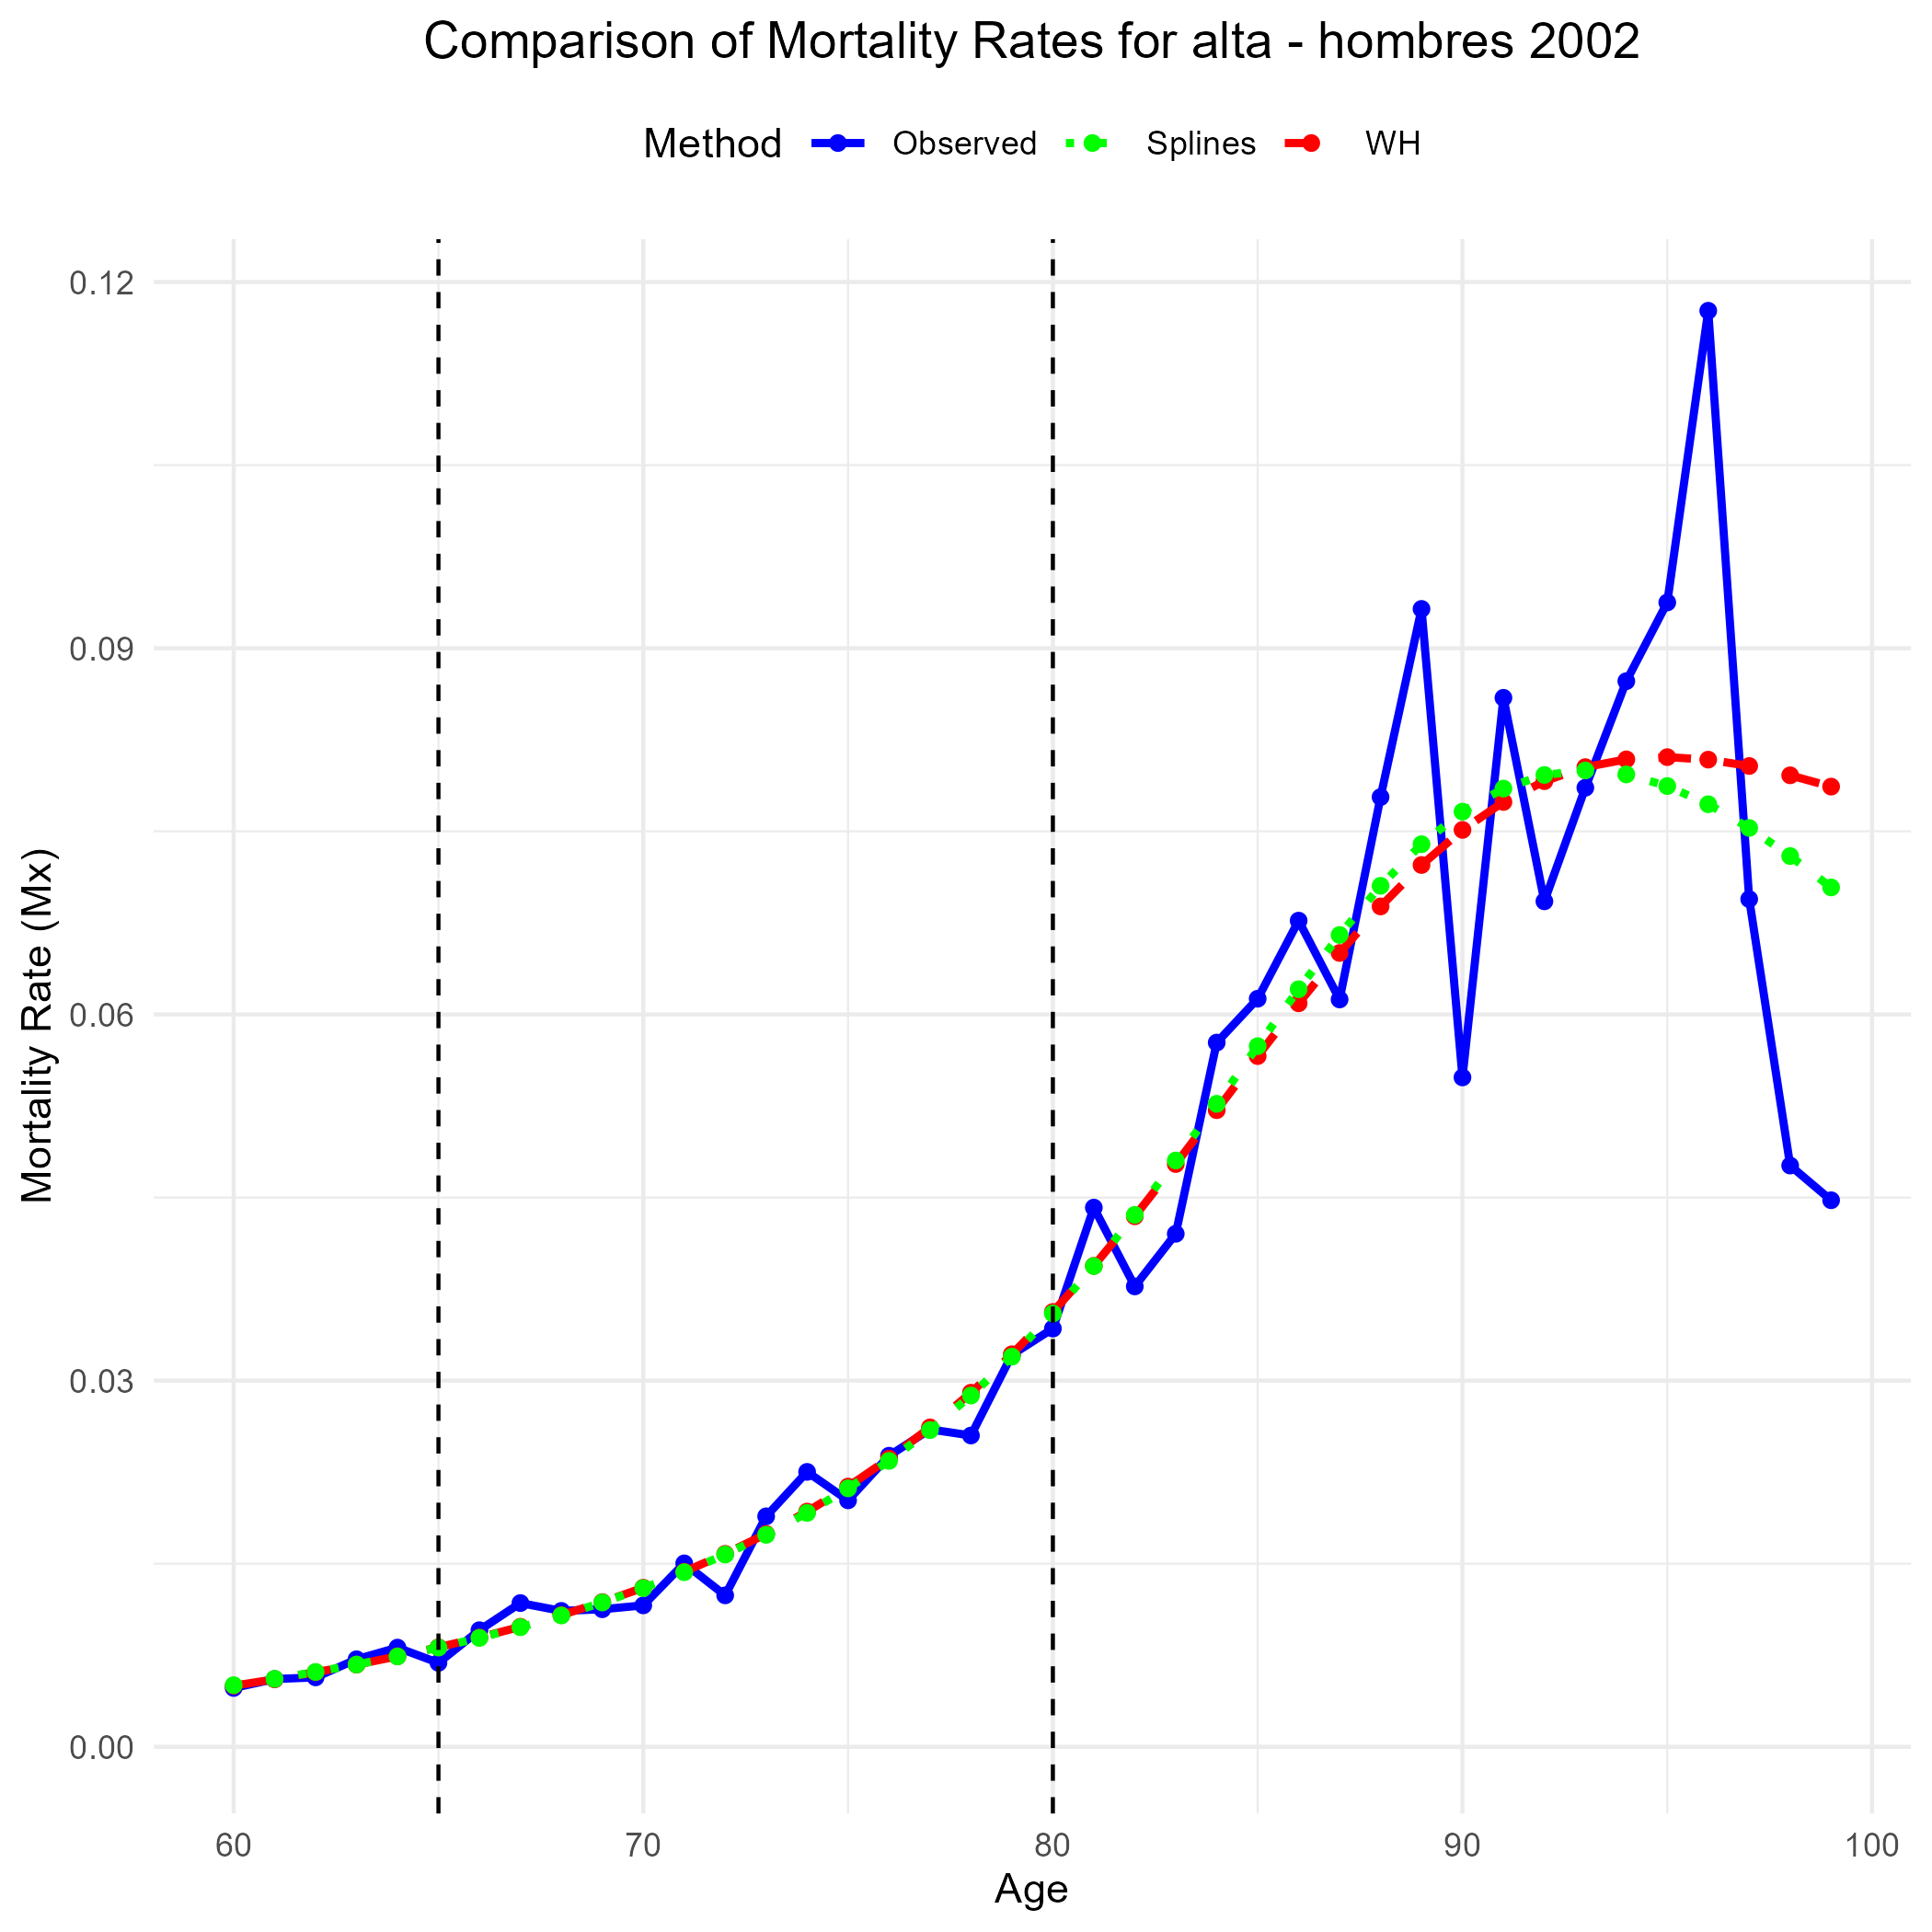 Comparison of Mortality Rates for alta - hombres 2002
Method Observed Splines WH
Mortality Rate (Mx)
0.12
0.09
0.06
0.03
0.00
60 70 80 90 100
Age